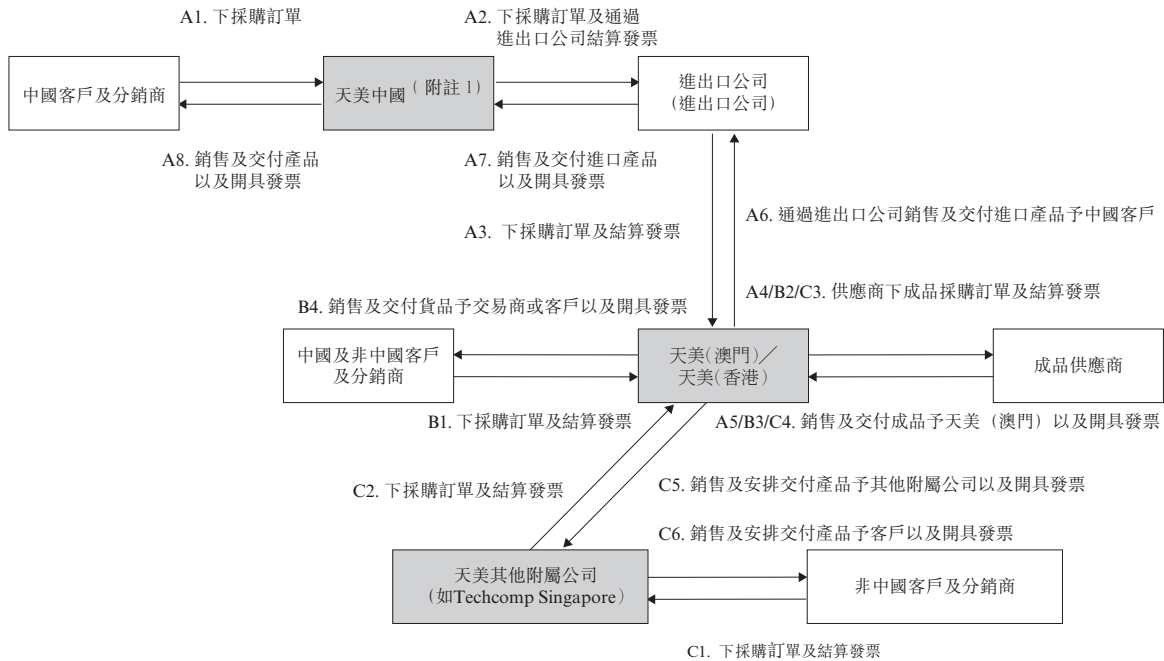 A1. 下採購訂單
A2. 下採購訂單及通過
進出口公司結算發票
中國客戶及分銷商
天美中國(附註 1)
進出口公司
(進出口公司)
A8. 銷售及交付產品
以及開具發票
A7. 銷售及交付進口產品
以及開具發票
A3. 下採購訂單及結算發票
A6. 通過進出口公司銷售及交付進口產品予中國客戶
B4. 銷售及交付貨品予交易商或客戶以及開具發票
A4/B2/C3. 供應商下成品採購訂單及結算發票
中國及非中國客戶
及分銷商
天美(澳門)／
天美(香港)
成品供應商
B1. 下採購訂單及結算發票
A5/B3/C4. 銷售及交付成品予天美(澳門)以及開具發票
C2. 下採購訂單及結算發票
C5. 銷售及安排交付產品予其他附屬公司以及開具發票
C6. 銷售及安排交付產品予客戶以及開具發票
天美其他附屬公司
(如Techcomp Singapore)
非中國客戶及分銷商
C1. 下採購訂單及結算發票